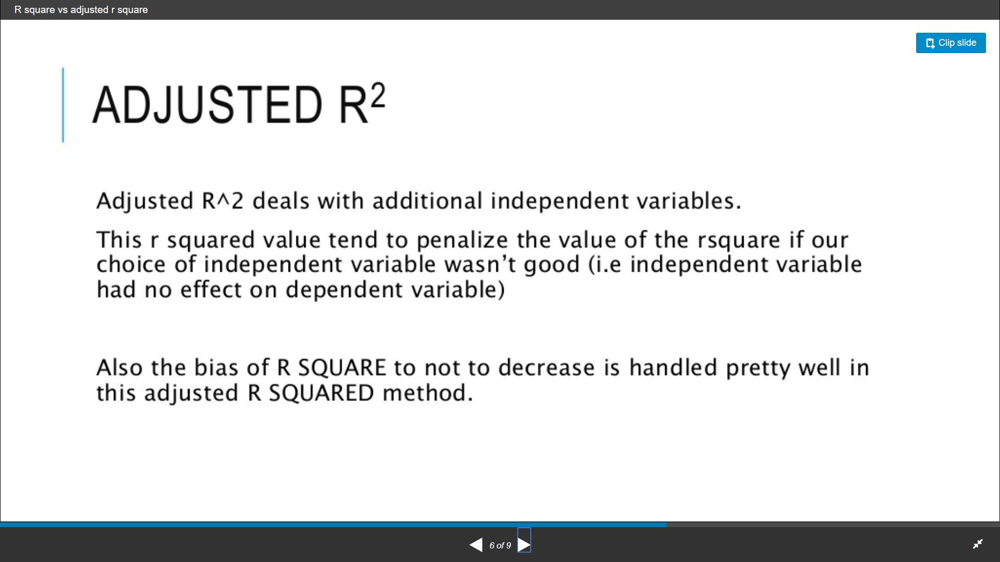 R square vs adjusted r square
Clip slide
ADJUSTED R²
Adjusted R^2 deals with additional independent variables.
This r squared value tend to penalize the value of the rsquare if our
choice of independent variable wasn’t good (i.e independent variable
had no effect on dependent variable)
Also the bias of R SQUARE to not to decrease is handled pretty well in
this adjusted R SQUARED method.
6 of 9